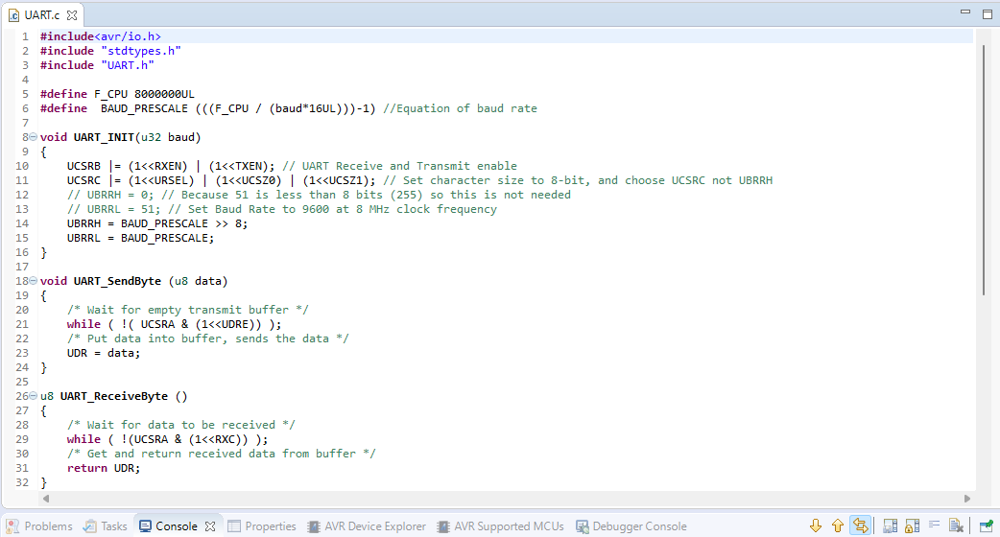 UART.c
1 #include<avr/io.h>
2 #include "stdtypes.h"
3 #include "UART.h"
4
5 #define F_CPU 8000000UL
6 #define  BAUD_PRESCALE (((F_CPU / (baud*16UL)))-1) //Equation of baud rate
7
8 void UART_INIT(u32 baud)
9 {
10     UCSRB |= (1<<RXEN) | (1<<TXEN); // UART Receive and Transmit enable
11     UCSRC |= (1<<URSEL) | (1<<UCSZ0) | (1<<UCSZ1); // Set character size to 8-bit, and choose UCSRC not UBRRH
12     // UBRRH = 0; // Because 51 is less than 8 bits (255) so this is not needed
13     // UBRRL = 51; // Set Baud Rate to 9600 at 8 MHz clock frequency
14     UBRRH = BAUD_PRESCALE >> 8;
15     UBRRL = BAUD_PRESCALE;
16 }
17
18 void UART_SendByte (u8 data)
19 {
20     /* Wait for empty transmit buffer */
21     while ( !( UCSRA & (1<<UDRE)) );
22     /* Put data into buffer, sends the data */
23     UDR = data;
24 }
25
26 u8 UART_ReceiveByte ()
27 {
28     /* Wait for data to be received */
29     while ( !(UCSRA & (1<<RXC)) );
30     /* Get and return received data from buffer */
31     return UDR;
32 }
Problems Tasks Console Properties AVR Device Explorer AVR Supported MCUs Debugger Console